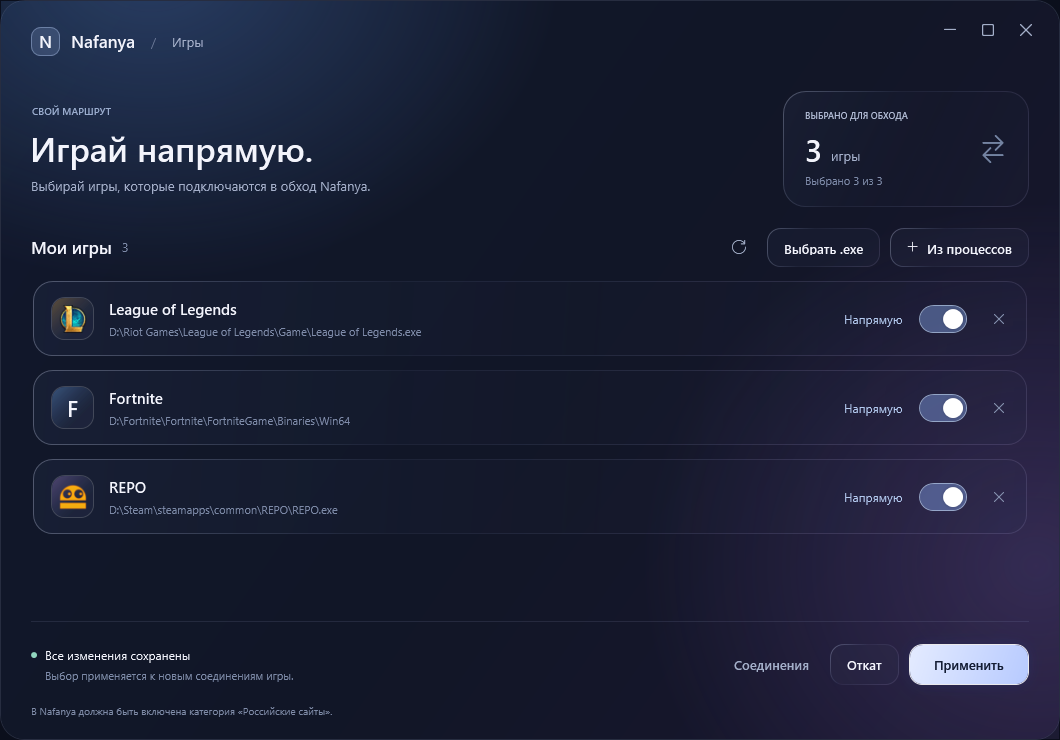 N Nafanya / Игры
СВОЙ МАРШРУТ
Играй напрямую.
Выбирай игры, которые подключаются в обход Nafanya.
ВЫБРАНО ДЛЯ ОБХОДА
3 игры
Выбрано 3 из 3
Мои игры 3
Выбрать .exe
+ Из процессов
League of Legends
D:\Riot Games\League of Legends\Game\League of Legends.exe
Напрямую
F
Fortnite
D:\Fortnite\Fortnite\FortniteGame\Binaries\Win64
Напрямую
REPO
D:\Steam\steamapps\common\REPO\REPO.exe
Напрямую
Все изменения сохранены
Выбор применяется к новым соединениям игры.
Соединения
Откат
Применить
В Nafanya должна быть включена категория «Российские сайты».